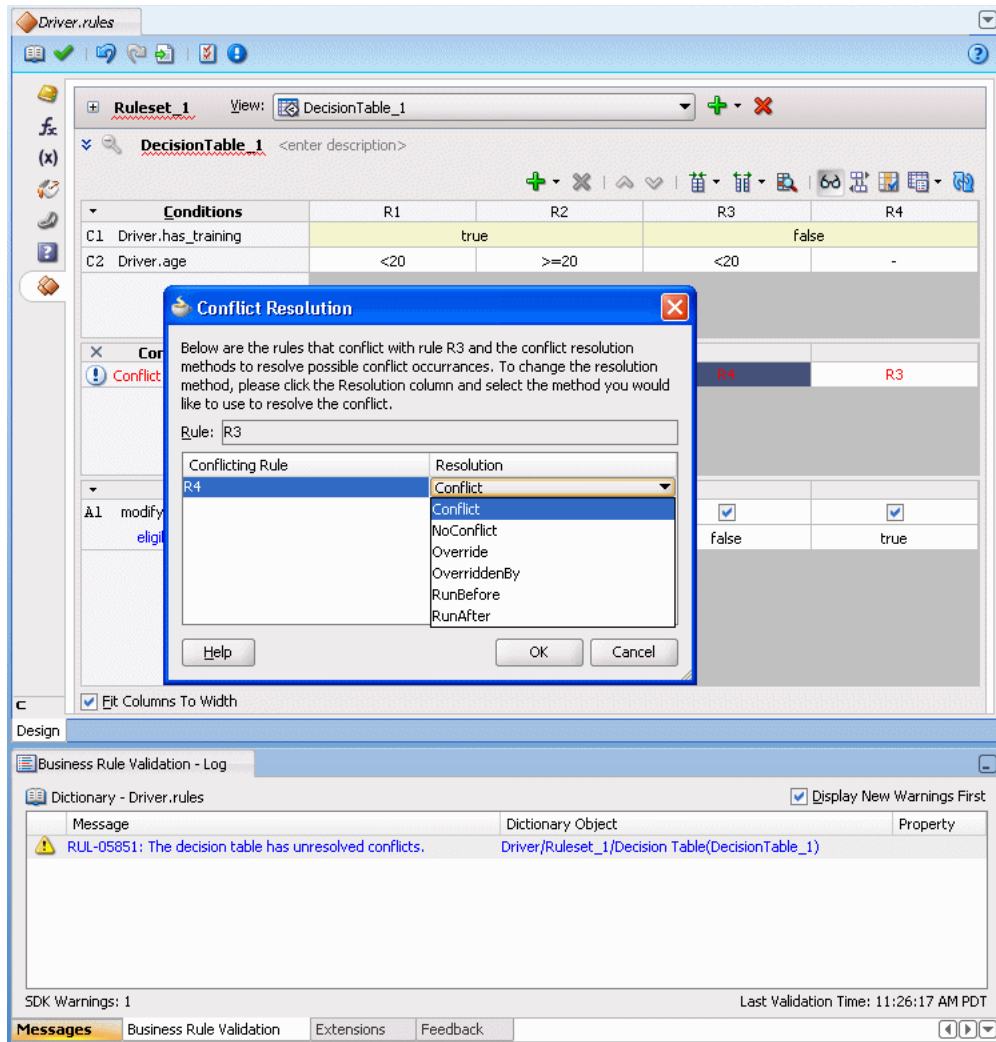 Driver.rules
Ruleset_1 View: DecisionTable_1
DecisionTable_1 <enter description>
Conditions R1 R2 R3 R4
C1 Driver.has_training true false
C2 Driver.age <20 >=20 <20 -
Conflict Resolution
Below are the rules that conflict with rule R3 and the conflict resolution
methods to resolve possible conflict occurrances. To change the resolution
method, please click the Resolution column and select the method you would
like to use to resolve the conflict.
Rule: R3
Conflicting Rule Resolution
R4 Conflict
Conflict
NoConflict
Override
OverriddenBy
RunBefore
RunAfter
Help OK Cancel
Con
Conflict R4 R3
A1 modify
eligil false true
Fit Columns To Width
Design
Business Rule Validation - Log
Dictionary - Driver.rules Display New Warnings First
Message Dictionary Object Property
RUL-05851: The decision table has unresolved conflicts. Driver/Ruleset_1/Decision Table(DecisionTable_1)
SDK Warnings: 1 Last Validation Time: 11:26:17 AM PDT
Messages Business Rule Validation Extensions Feedback